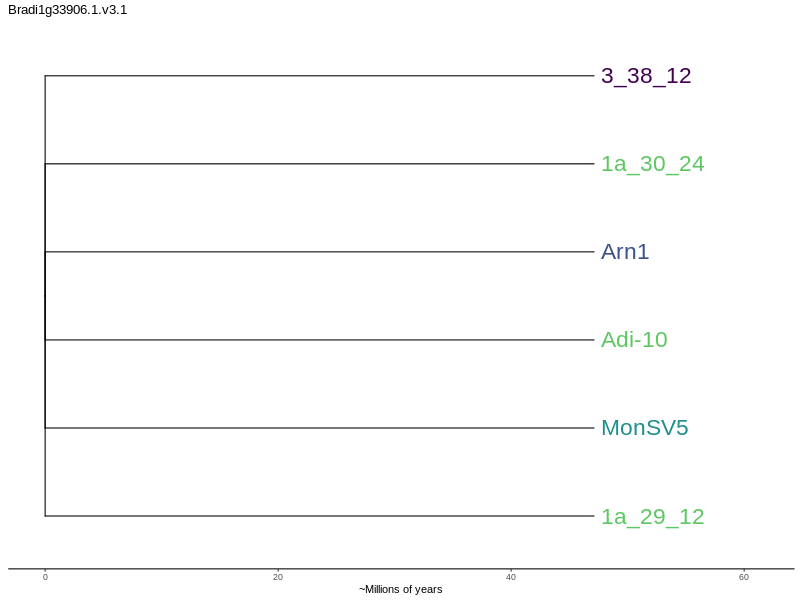 Bradi1g33906.1.v3.1
3_38_12
1a_30_24
Arn1
Adi-10
MonSV5
1a_29_12
0 20 40 60
~Millions of years